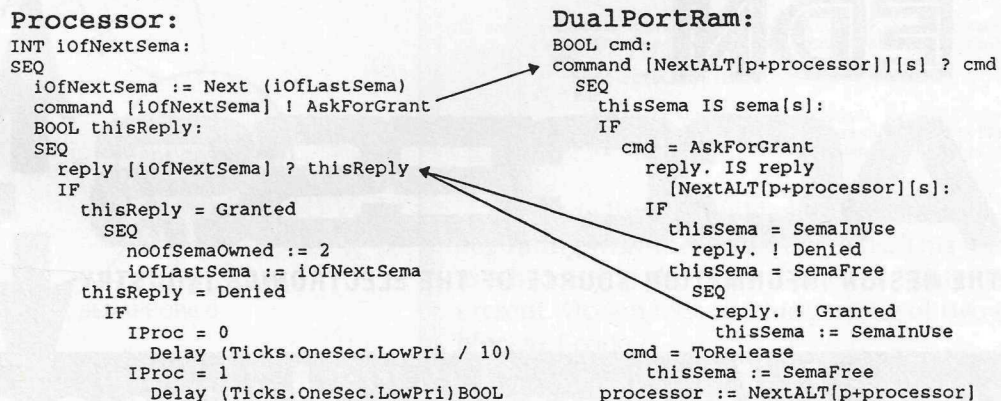 Processor:
INT iOfNextSema:
SEQ
  iOfNextSema := Next (iOfLastSema)
  command [iOfNextSema] ! AskForGrant
  BOOL thisReply:
  SEQ
    reply [iOfNextSema] ? thisReply
    IF
      thisReply = Granted
        SEQ
          noOfSemaOwned := 2
          iOfLastSema := iOfNextSema
      thisReply = Denied
        IF
          IProc = 0
            Delay (Ticks.OneSec.LowPri / 10)
          IProc = 1
            Delay (Ticks.OneSec.LowPri)BOOL
DualPortRam:
BOOL cmd:
command [NextALT[p+processor]][s] ? cmd
  SEQ
    thisSema IS sema[s]:
    IF
      cmd = AskForGrant
        reply. IS reply
          [NextALT[p+processor][s]:
        IF
          thisSema = SemaInUse
            reply. ! Denied
          thisSema = SemaFree
            SEQ
              reply. ! Granted
              thisSema := SemaInUse
      cmd = ToRelease
        thisSema := SemaFree
    processor := NextALT[p+processor]